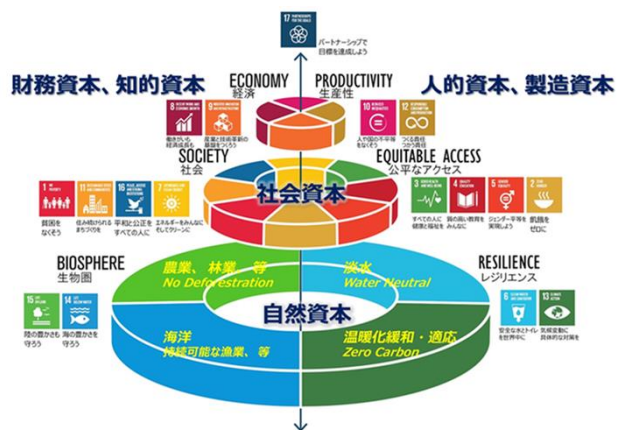 17
パートナーシップで
目標を達成しよう
財務資本、知的資本
ECONOMY
経済
PRODUCTIVITY
生産性
人的資本、製造資本
8
9
働きがいも
経済成長も
産業と技術革新の
基盤をつくろう
10
12
人や国の不平等
をなくそう
つくる責任
つかう責任
SOCIETY
社会
EQUITABLE ACCESS
公平なアクセス
社会資本
1
11
16
7
貧困を
なくそう
住み続けられる
まちづくりを
平和と公正を
すべての人に
エネルギーをみんなに
そしてクリーンに
3
4
5
2
すべての人に
健康と福祉を
質の高い教育を
みんなに
ジェンダー平等を
実現しよう
飢餓を
ゼロに
BIOSPHERE
生物圏
農業、林業 等
No Deforestration
淡水
Water Neutral
RESILIENCE
レジリエンス
自然資本
15
14
陸の豊かさも
守ろう
海の豊かさを
守ろう
海洋
持続可能な漁業、等
温暖化緩和・適応
Zero Carbon
6
13
安全な水とトイレ
を世界中に
気候変動に
具体的な対策を